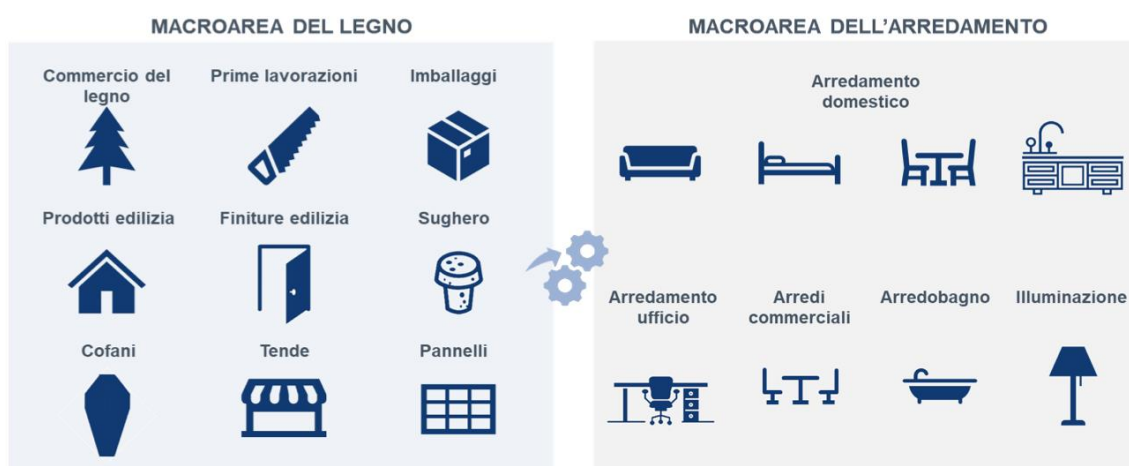 MACROAREA DEL LEGNO
Commercio del
legno
Prime lavorazioni
Imballaggi
Prodotti edilizia
Finiture edilizia
Sughero
Cofani
Tende
Pannelli
MACROAREA DELL'ARREDAMENTO
Arredamento
domestico
Arredamento
ufficio
Arredi
commerciali
Arredobagno
Illuminazione